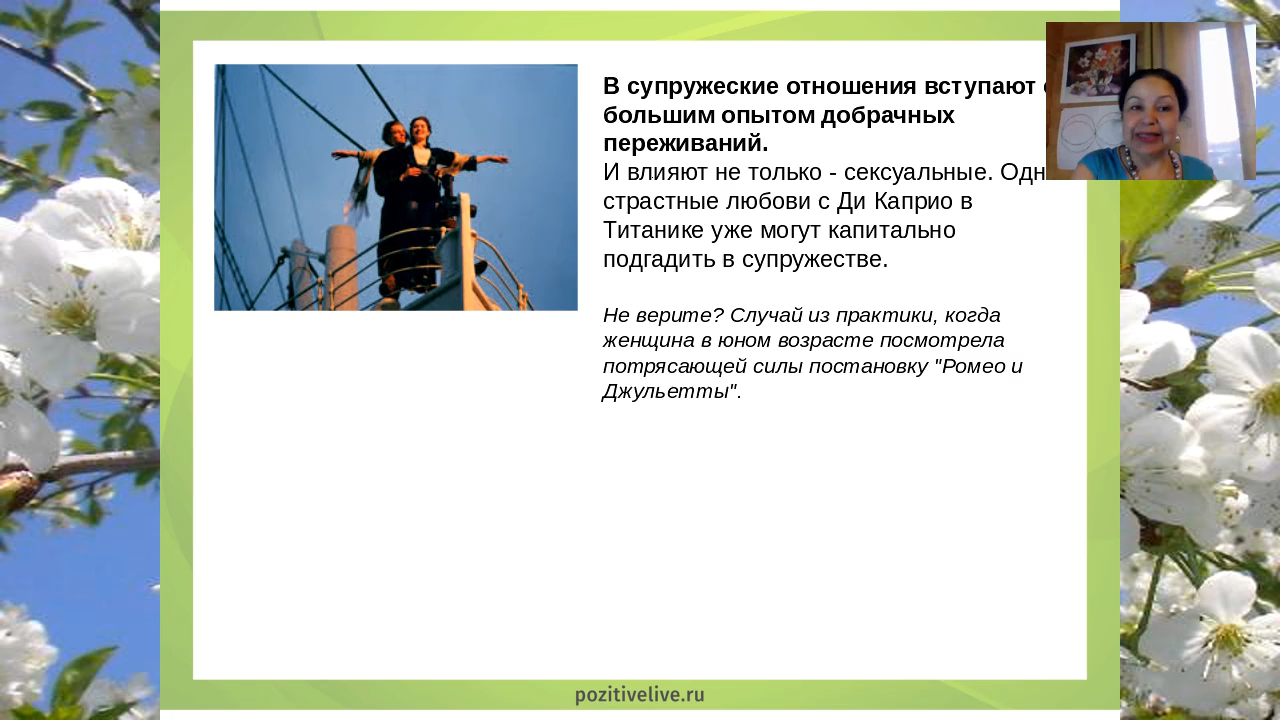 В супружеские отношения вступают
большим опытом добрачных
переживаний.
И влияют не только - сексуальные.
страстные любови с Ди Каприо в
Титанике уже могут капитально
подгадить в супружестве.
Не верите? Случай из практики, когда
женщина в юном возрасте посмотрела
потрясающей силы постановку "Ромео и
Джульетты".
pozitivelive.ru